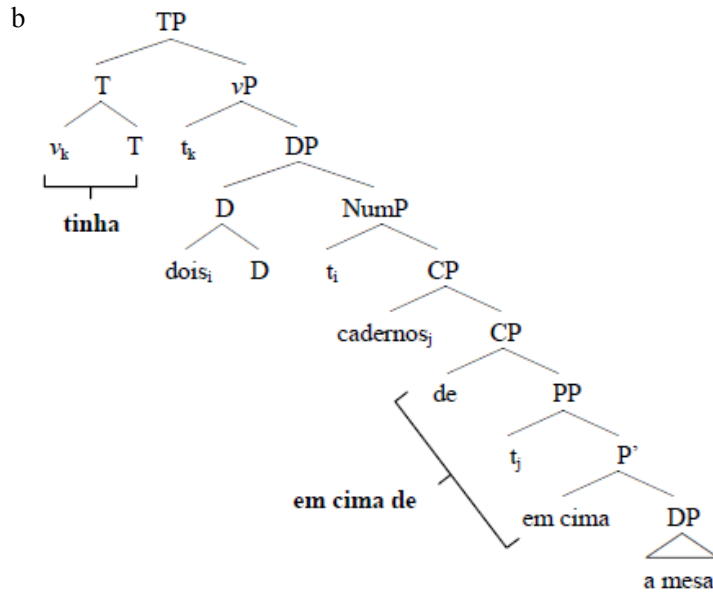 b
TP
T vP
vₖ T tₖ DP
tinha
D NumP
doisᵢ D tᵢ CP
cadernosⱼ CP
de PP
tⱼ P’
em cima de
em cima DP
a mesa